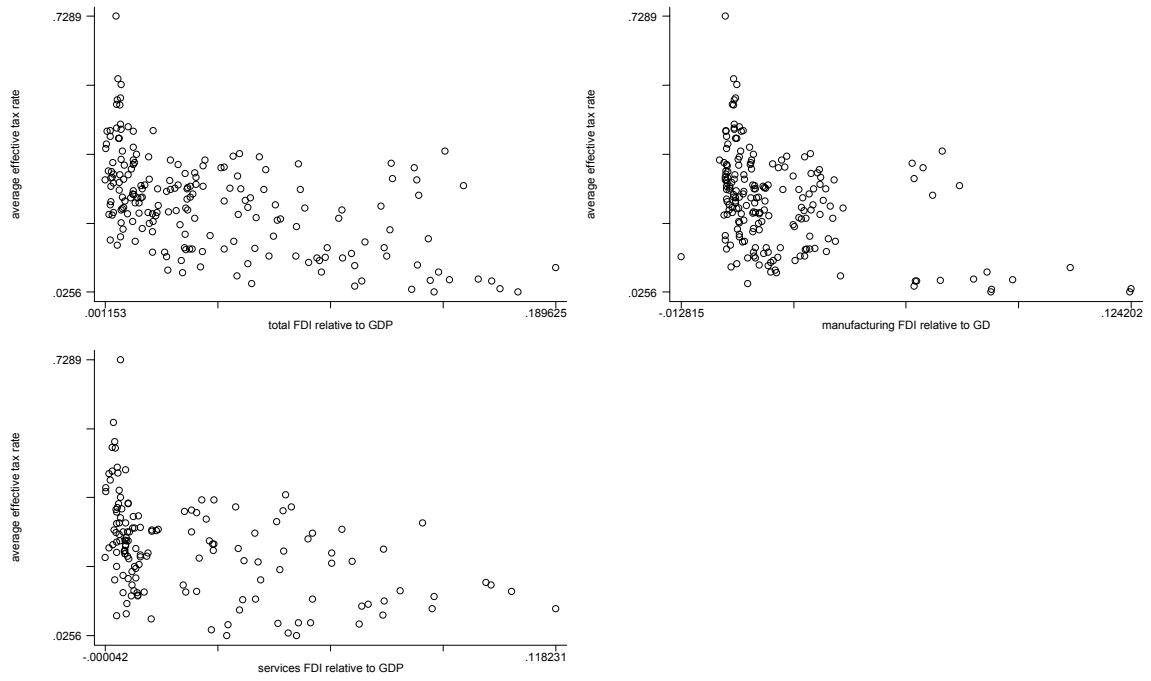 average effective tax rate
.7289
.0256
.001153
.189625
total FDI relative to GDP
average effective tax rate
.7289
.0256
-.012815
.124202
manufacturing FDI relative to GD
average effective tax rate
.7289
.0256
-.000042
.118231
services FDI relative to GDP